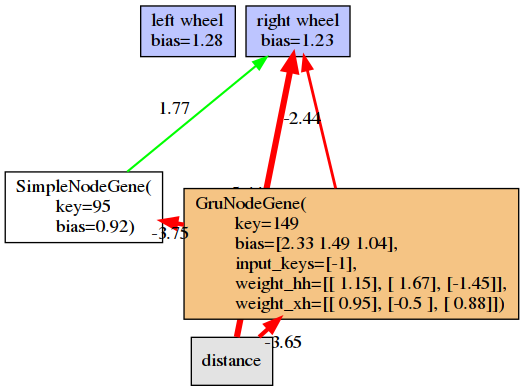 left wheel
bias=1.28
right wheel
bias=1.23
1.77
-2.44
SimpleNodeGene(
key=95
bias=0.92)
GruNodeGene(
key=149
bias=[2.33 1.49 1.04],
input_keys=[-1],
weight_hh=[[ 1.15], [ 1.67], [-1.45]],
weight_xh=[[ 0.95], [-0.5 ], [ 0.88]])
-3.75
-3.65
distance